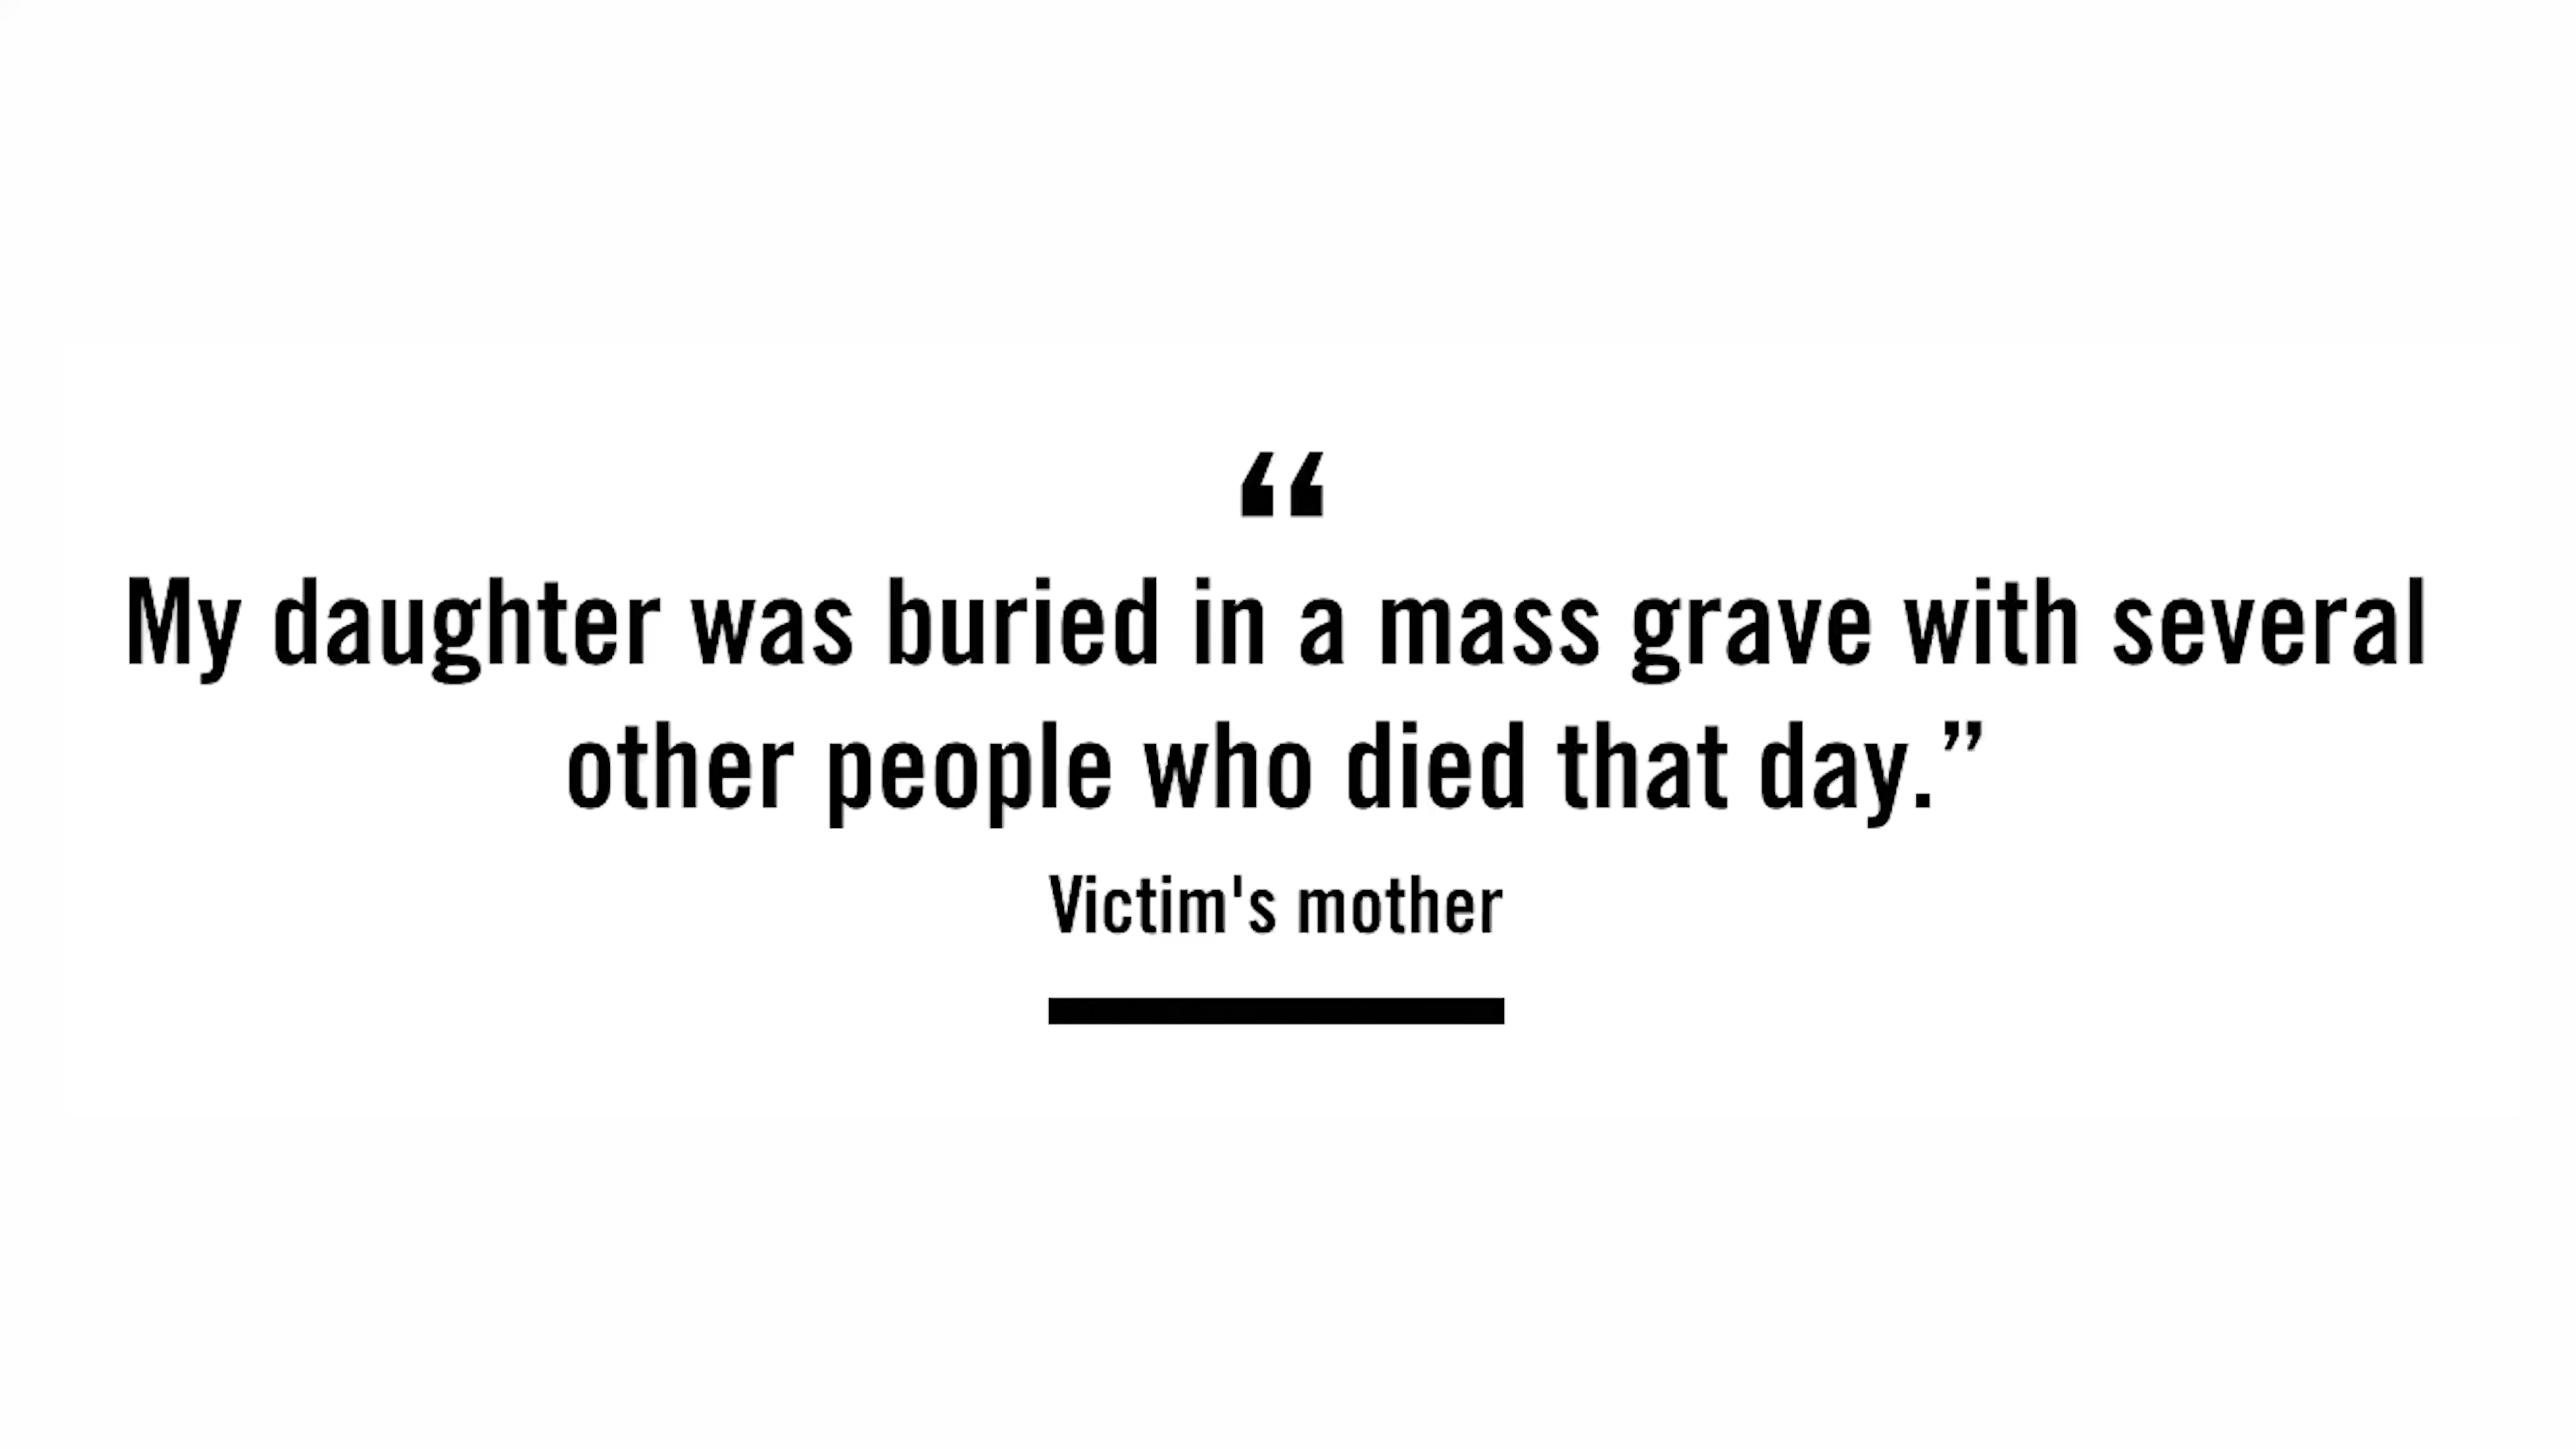 “
My daughter was buried in a mass grave with several
other people who died that day.”
Victim's mother